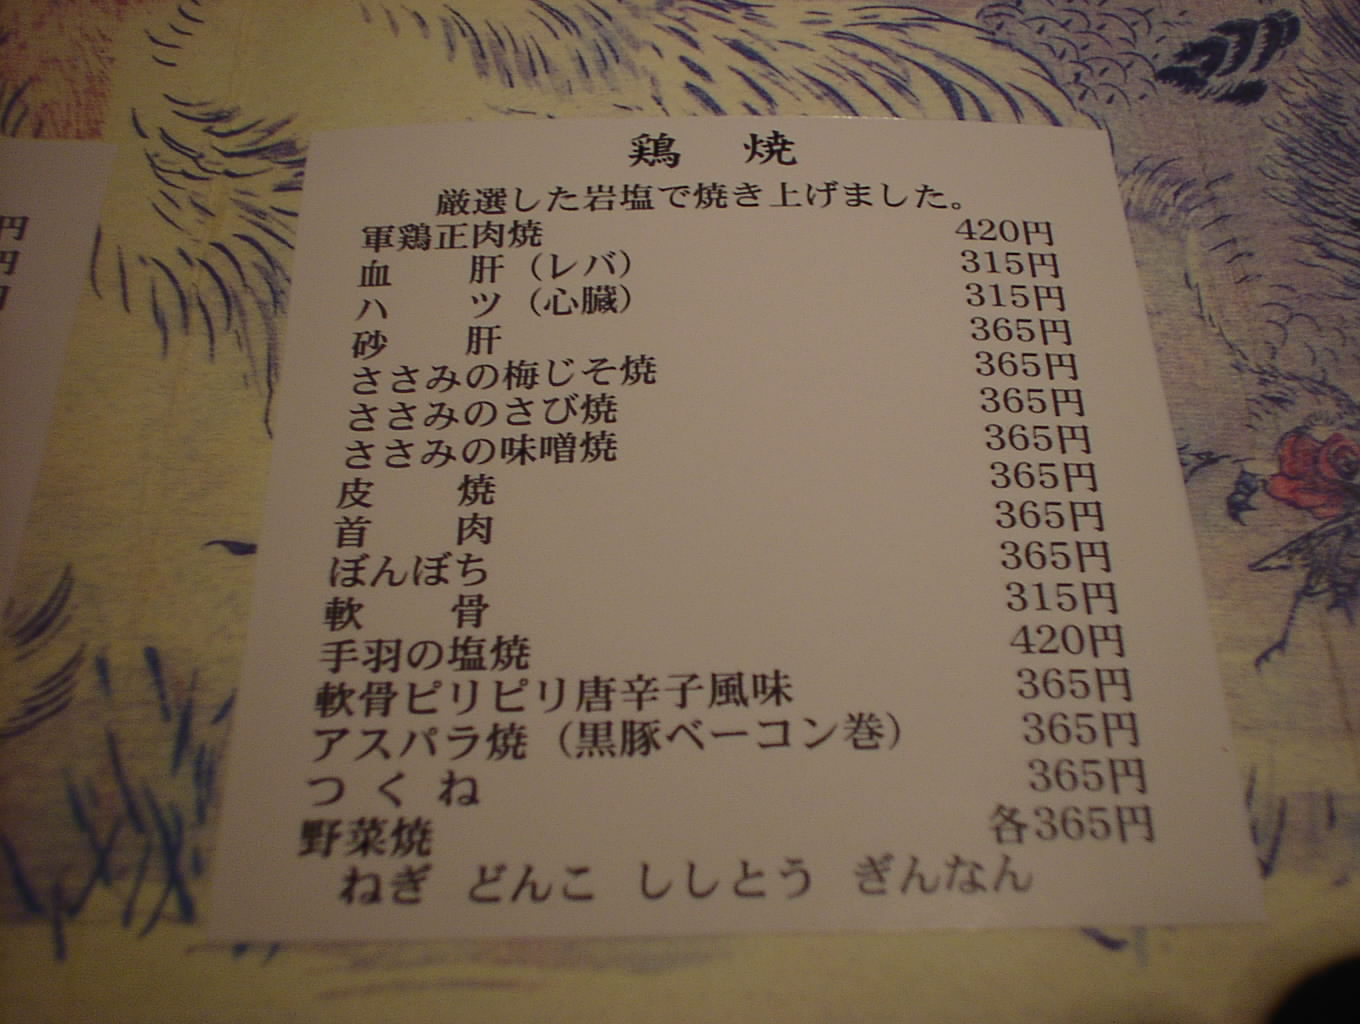 鶏 焼
厳選した岩塩で焼き上げました。
軍鶏正肉焼 420円
血 肝（レバ） 315円
ハ ツ（心臓） 315円
砂 肝 365円
ささみの梅じそ焼 365円
ささみのさび焼 365円
ささみの味噌焼 365円
皮 焼 365円
首 肉 365円
ぼんぼち 365円
軟 骨 315円
手羽の塩焼 420円
軟骨ピリピリ唐辛子風味 365円
アスパラ焼（黒豚ベーコン巻） 365円
つ く ね 365円
野菜焼 各365円
ねぎ どんこ ししとう ぎんなん
円
円